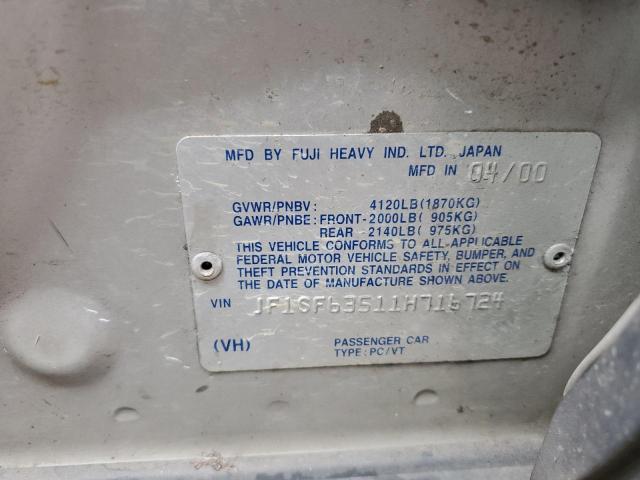 MFD BY FUJI HEAVY IND. LTD. JAPAN
MFD IN 04/00
GVWR/PNBV: 4120LB(1870KG)
GAWR/PNBE: FRONT-2000LB( 905KG)
REAR -2140LB( 975KG)
THIS VEHICLE CONFORMS TO ALL APPLICABLE
FEDERAL MOTOR VEHICLE SAFETY, BUMPER, AND
THEFT PREVENTION STANDARDS IN EFFECT ON
THE DATE OF MANUFACTURE SHOWN ABOVE.
VIN JF1SF63511H716724
(VH) PASSENGER CAR
TYPE: PC/VT